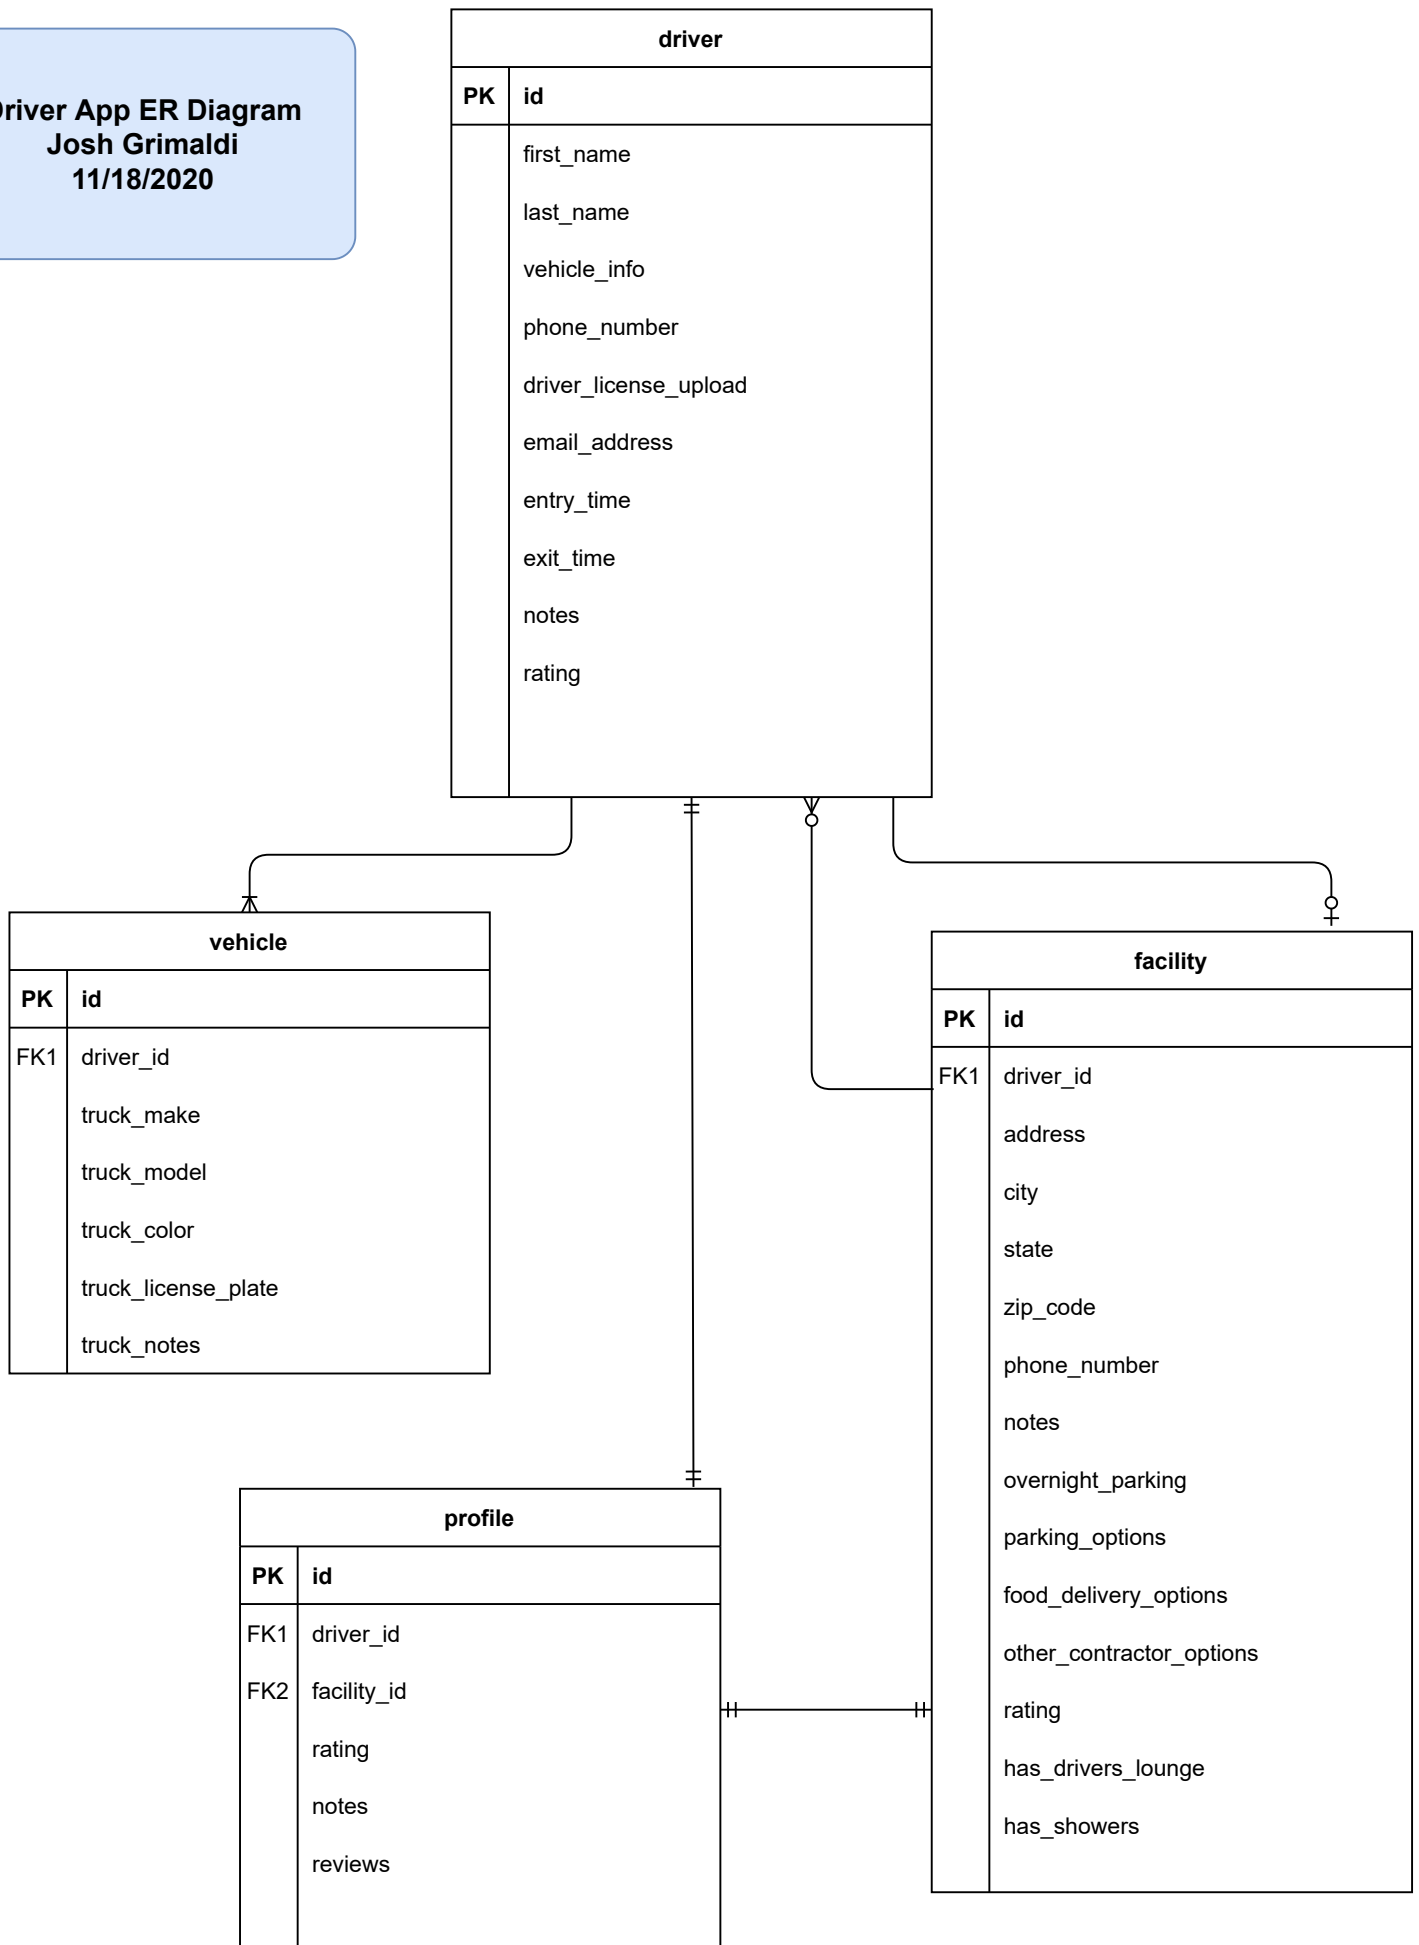 river App ER Diagram
Josh Grimaldi
11/18/2020
driver
PK id
first_name
last_name
vehicle_info
phone_number
driver_license_upload
email_address
entry_time
exit_time
notes
rating
vehicle
PK id
FK1 driver_id
truck_make
truck_model
truck_color
truck_license_plate
truck_notes
facility
PK id
FK1 driver_id
address
city
state
zip_code
phone_number
notes
overnight_parking
parking_options
food_delivery_options
other_contractor_options
rating
has_drivers_lounge
has_showers
profile
PK id
FK1 driver_id
FK2 facility_id
rating
notes
reviews